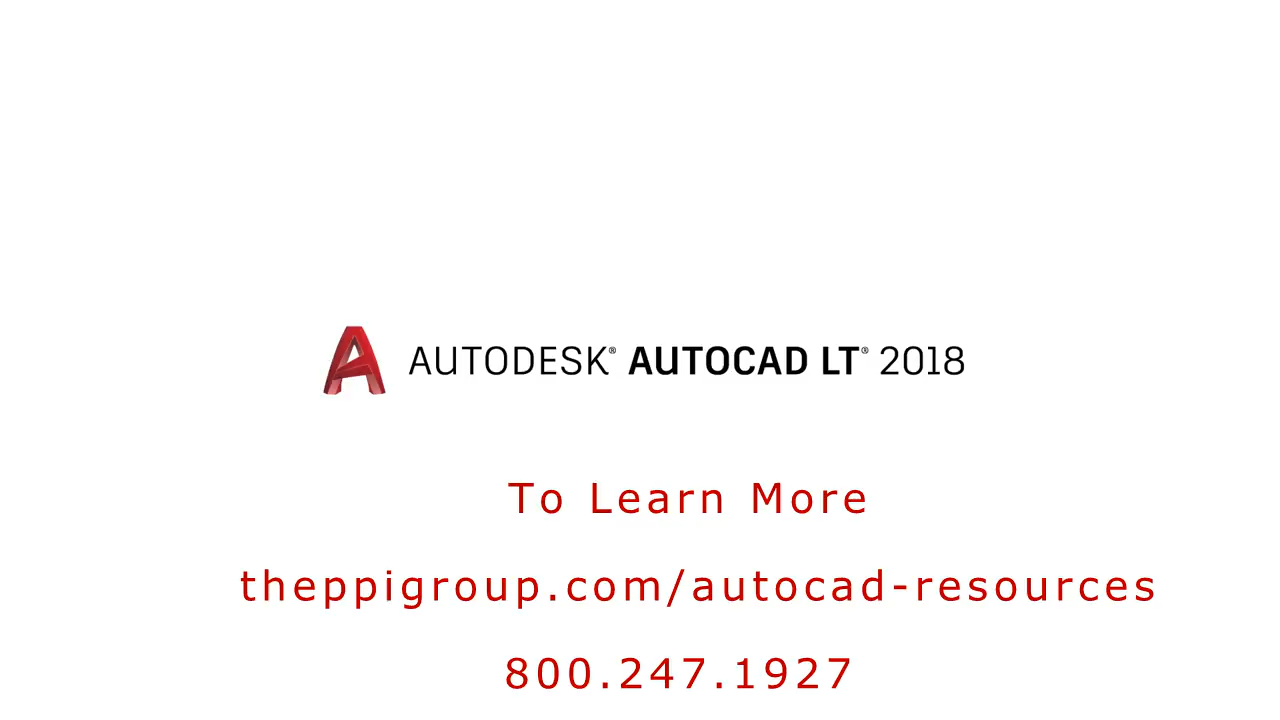 AUTODESK® AUTOCAD LT® 2018
To Learn More
theppigroup.com/autocad-resources
800.247.1927